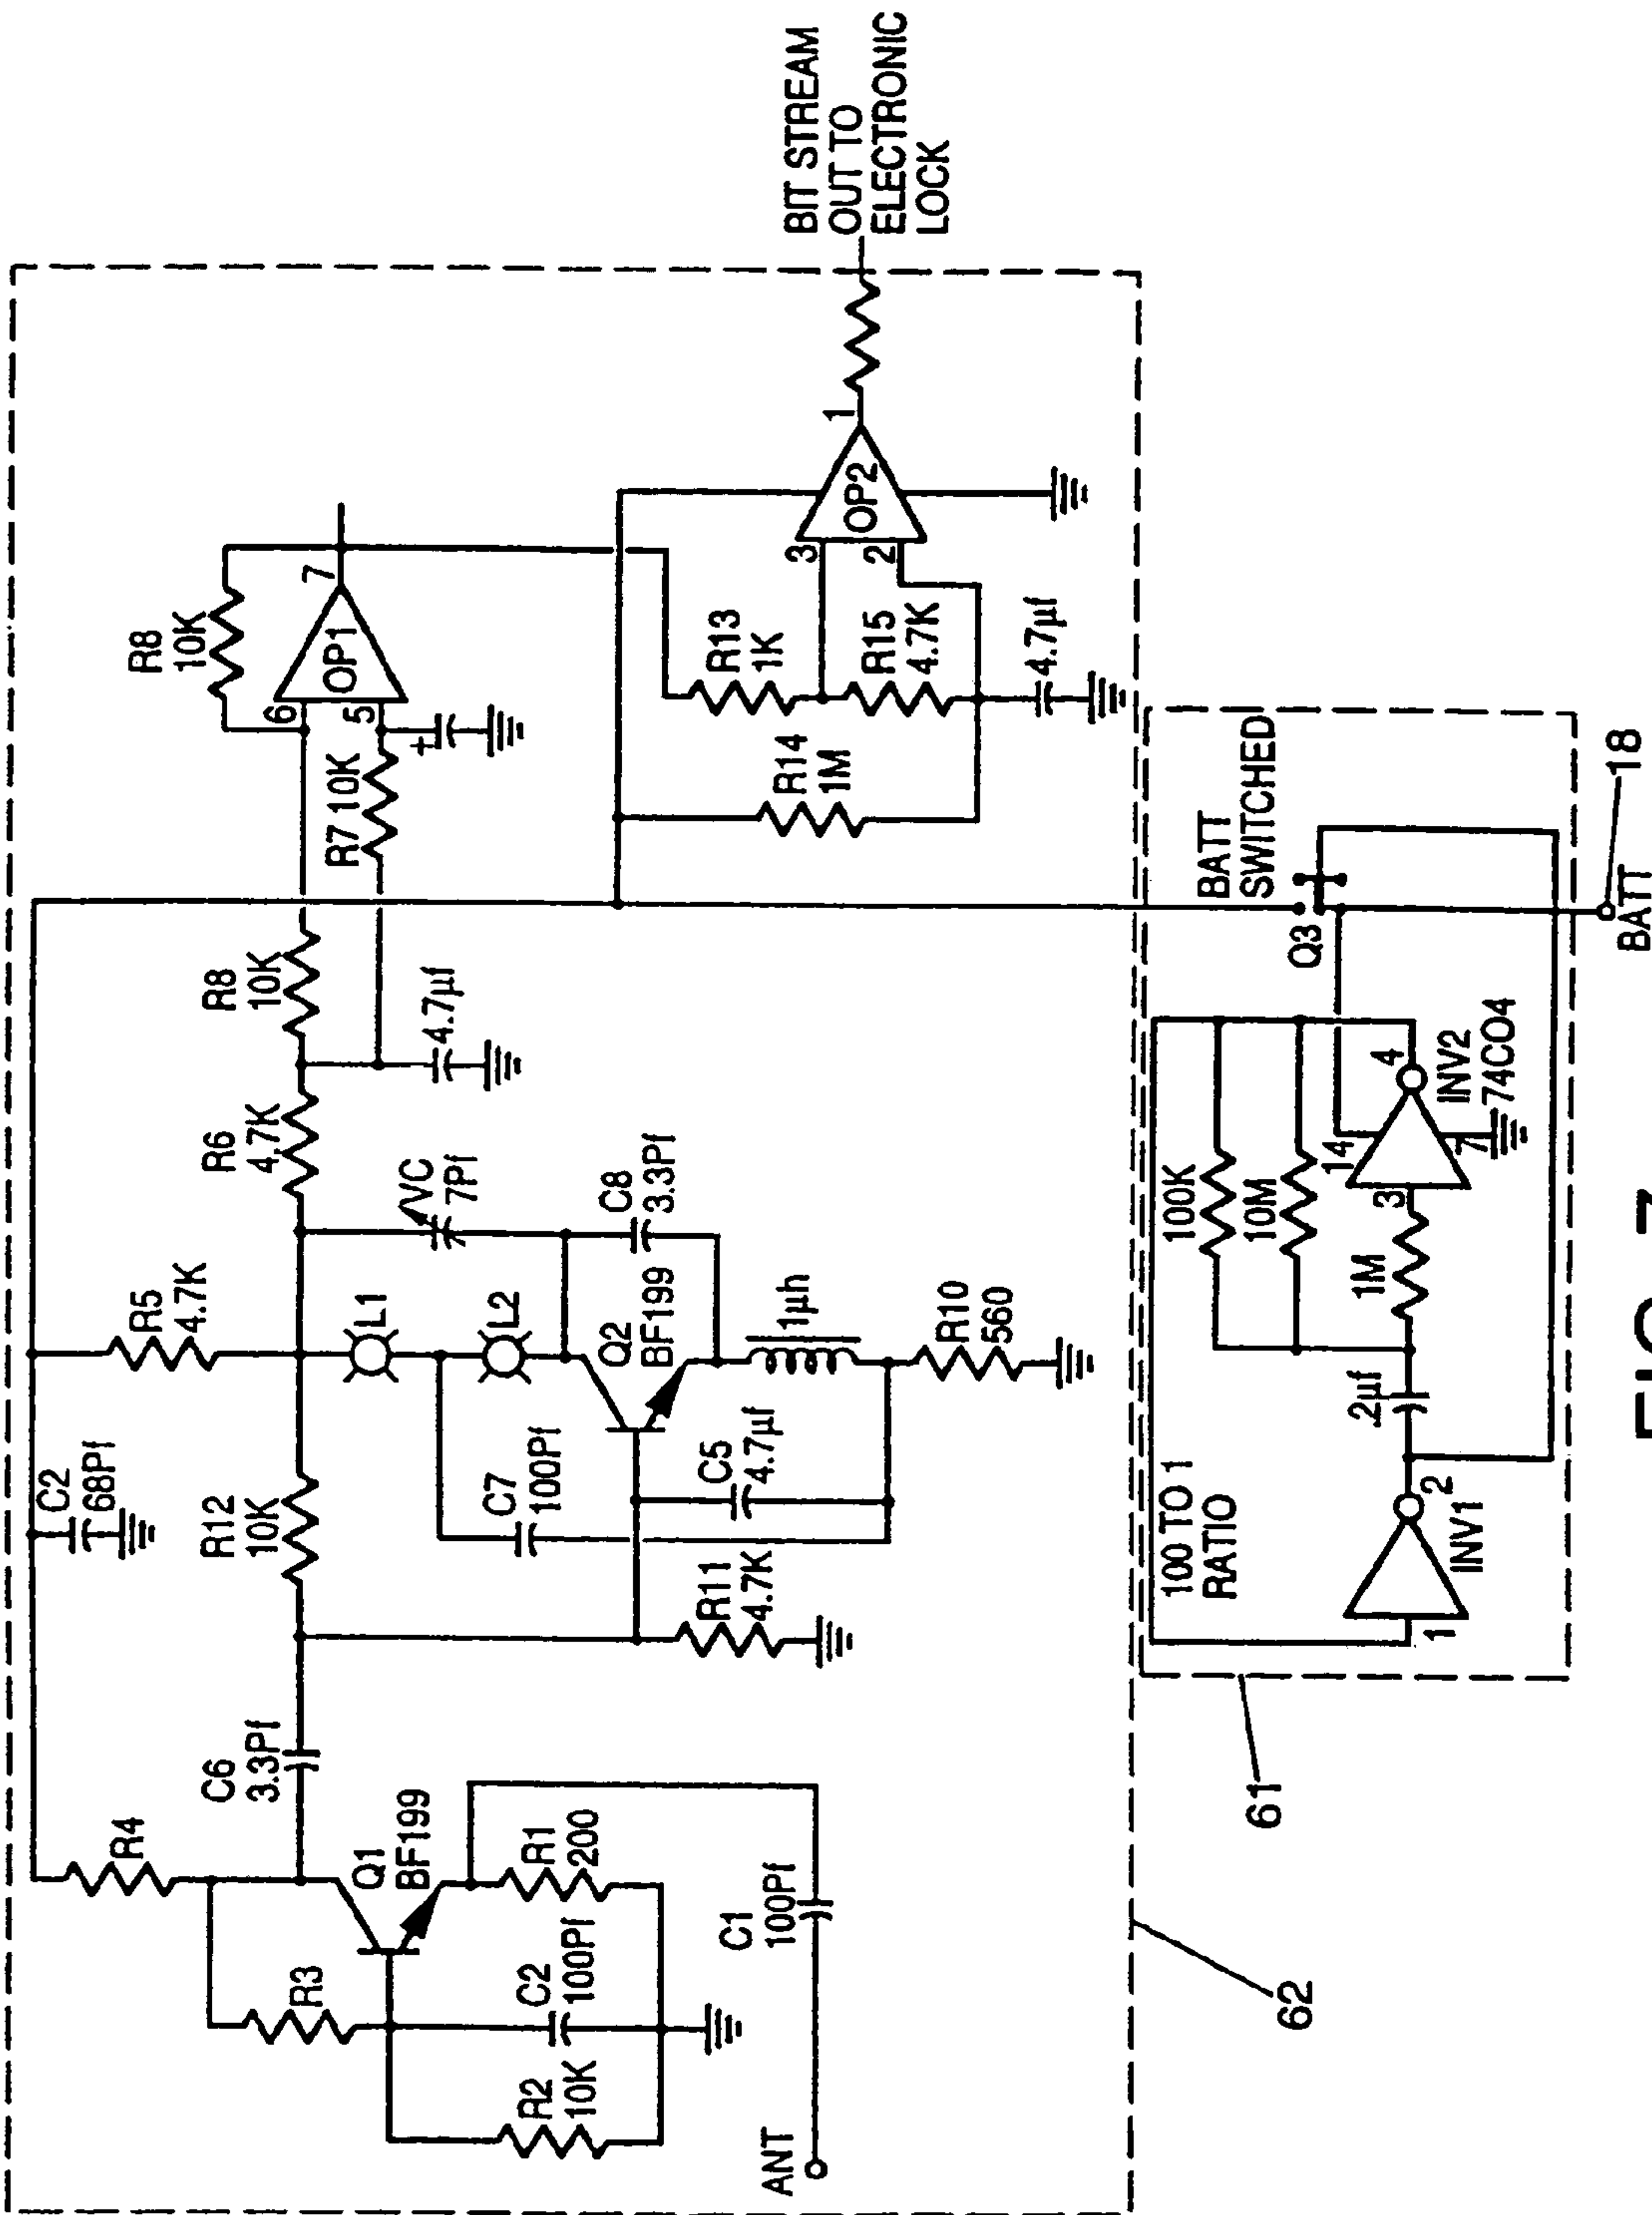 C2
68Pf
R4
R5
4.7K
R8
10K
C6
3.3Pf
R12
10K
R6
4.7K
R8
10K
6
5
OP1
7
R7 10K
+
L1
VC
7Pf
4.7µf
R3
Q1
BF199
C7
100Pf
L2
C8
3.3Pf
Q2
BF199
R2
10K
C2
100Pf
R1
200
C5
4.7µf
R11
4.7K
1µh
R10
560
C1
100Pf
ANT
R14
1M
R13
1K
R15
4.7K
4.7µf
3
2
OP2
1
BIT STREAM
OUT TO
ELECTRONIC
LOCK
62
61
100 TO 1
RATIO
100K
10M
BATT
SWITCHED
Q3
1
INV1
2
.2µf
1M
3
14
7
4
INV2
74CO4
BATT
18